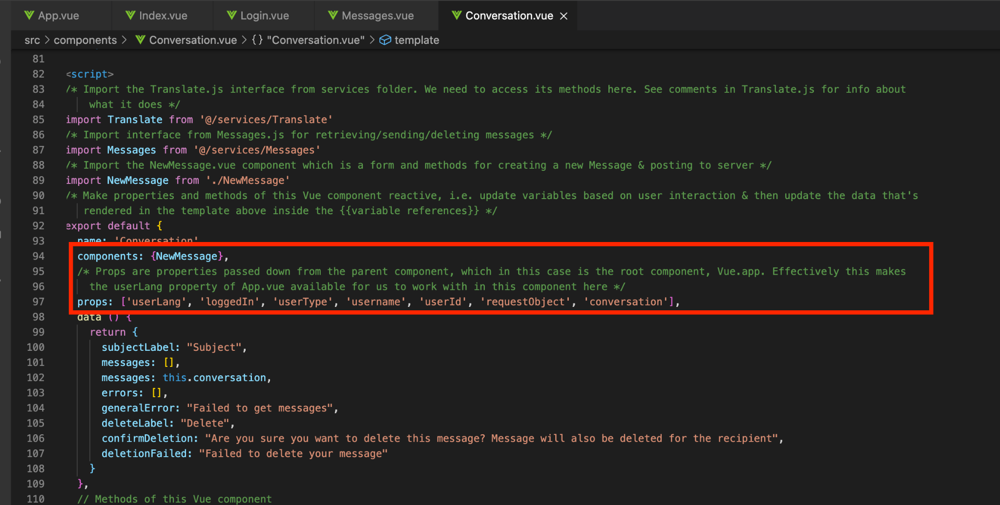 App.vue Index.vue Login.vue Messages.vue Conversation.vue
src > components > Conversation.vue > {} "Conversation.vue" > template
81
82 <script>
83 /* Import the Translate.js interface from services folder. We need to access its methods here. See comments in Translate.js for info about
84 what it does */
85 import Translate from '@/services/Translate'
86 /* Import interface from Messages.js for retrieving/sending/deleting messages */
87 import Messages from '@/services/Messages'
88 /* Import the NewMessage.vue component which is a form and methods for creating a new Message & posting to server */
89 import NewMessage from './NewMessage'
90 /* Make properties and methods of this Vue component reactive, i.e. update variables based on user interaction & then update the data that's
91 rendered in the template above inside the {{variable references}} */
92 export default {
93 name: 'Conversation'
94 components: {NewMessage},
95 /* Props are properties passed down from the parent component, which in this case is the root component, Vue.app. Effectively this makes
96 the userLang property of App.vue available for us to work with in this component here */
97 props: ['userLang', 'loggedIn', 'userType', 'username', 'userId', 'requestObject', 'conversation'],
98 data () {
99 return {
100 subjectLabel: "Subject",
101 messages: [],
102 messages: this.conversation,
103 errors: [],
104 generalError: "Failed to get messages",
105 deleteLabel: "Delete",
106 confirmDeletion: "Are you sure you want to delete this message? Message will also be deleted for the recipient",
107 deletionFailed: "Failed to delete your message"
108 }
109 },
110 // Methods of this Vue component